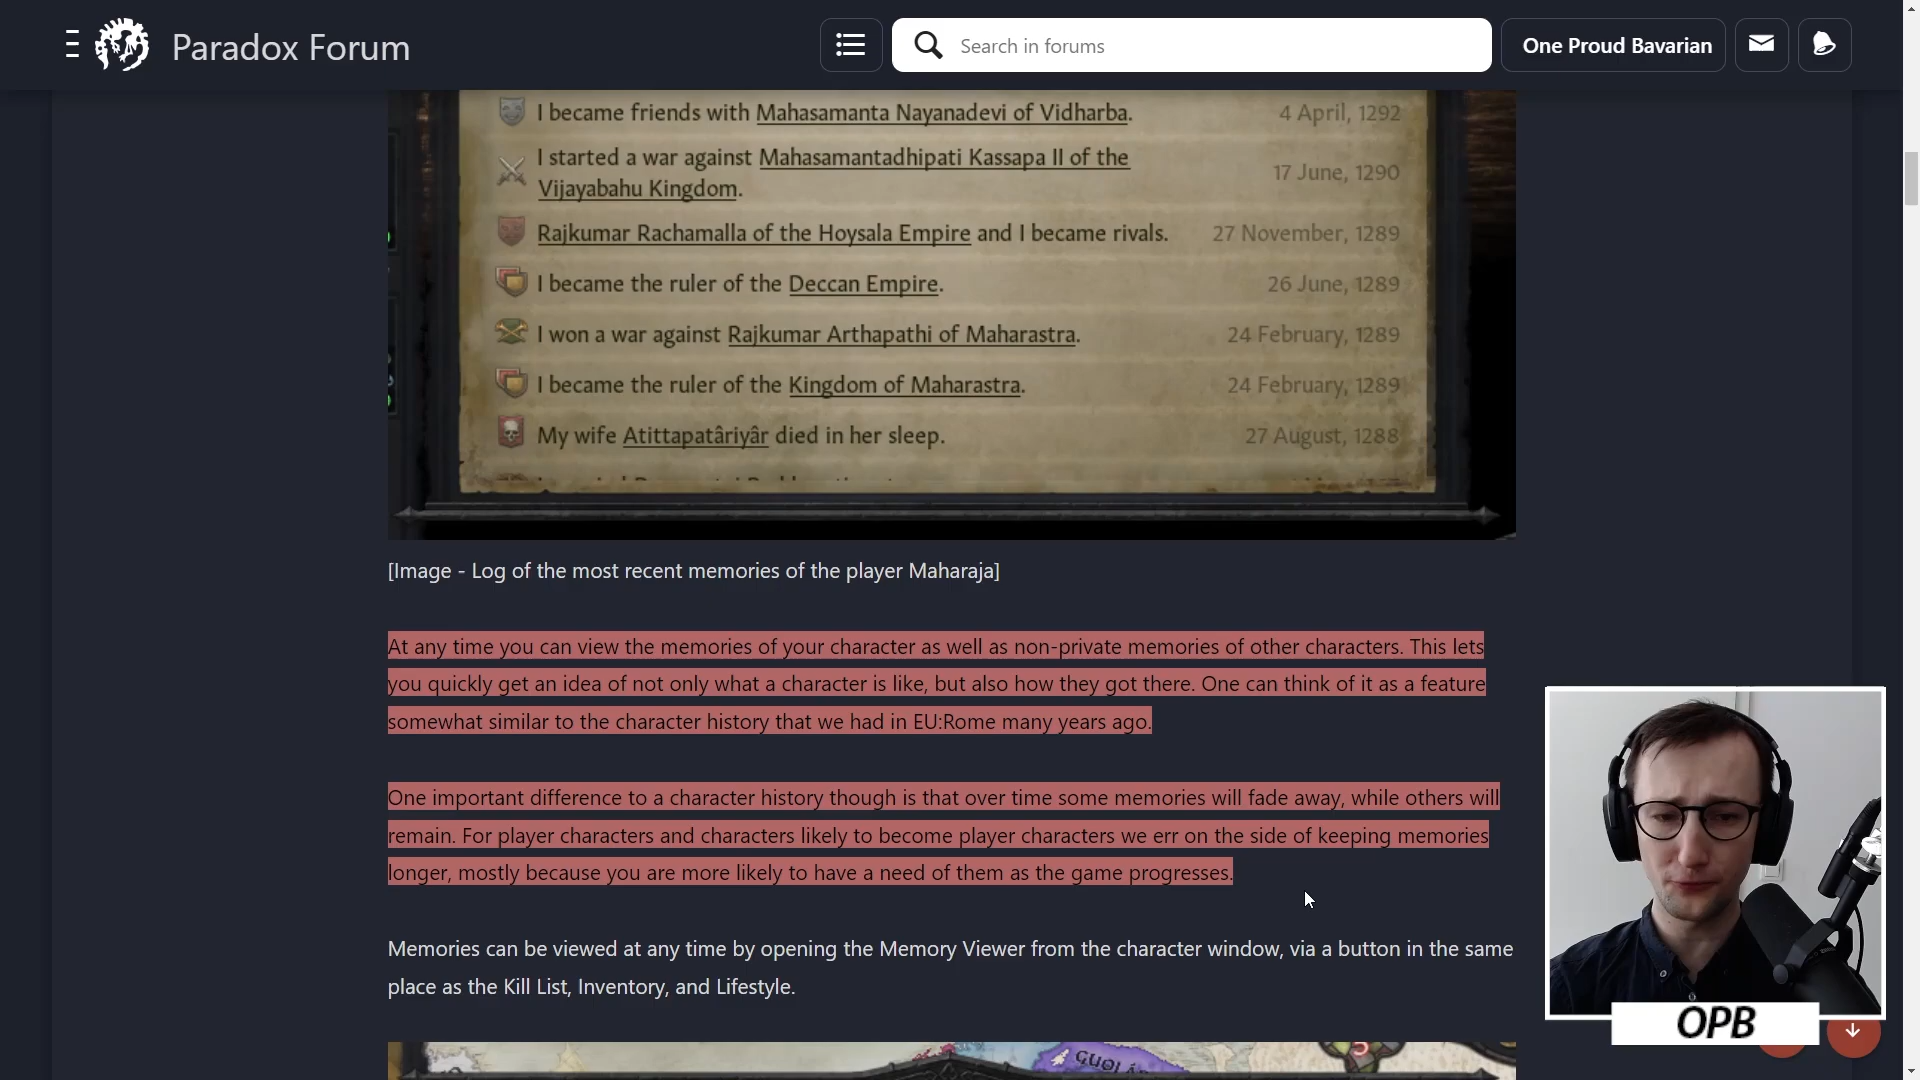 Paradox Forum
Search in forums
One Proud Bavarian
I became friends with Mahasamanta Nayanadevi of Vidharba.
4 April, 1292
I started a war against Mahasamantadhipati Kassapa II of the
Vijayabahu Kingdom.
17 June, 1290
Rajkumar Rachamalla of the Hoysala Empire and I became rivals.
27 November, 1289
I became the ruler of the Deccan Empire.
26 June, 1289
I won a war against Rajkumar Arthapathi of Maharastra.
24 February, 1289
I became the ruler of the Kingdom of Maharastra.
24 February, 1289
My wife Atittapatâriyâr died in her sleep.
27 August, 1288
[Image - Log of the most recent memories of the player Maharaja]
At any time you can view the memories of your character as well as non-private memories of other characters. This lets
you quickly get an idea of not only what a character is like, but also how they got there. One can think of it as a feature
somewhat similar to the character history that we had in EU:Rome many years ago.
One important difference to a character history though is that over time some memories will fade away, while others will
remain. For player characters and characters likely to become player characters we err on the side of keeping memories
longer, mostly because you are more likely to have a need of them as the game progresses.
Memories can be viewed at any time by opening the Memory Viewer from the character window, via a button in the same
place as the Kill List, Inventory, and Lifestyle.
OPB